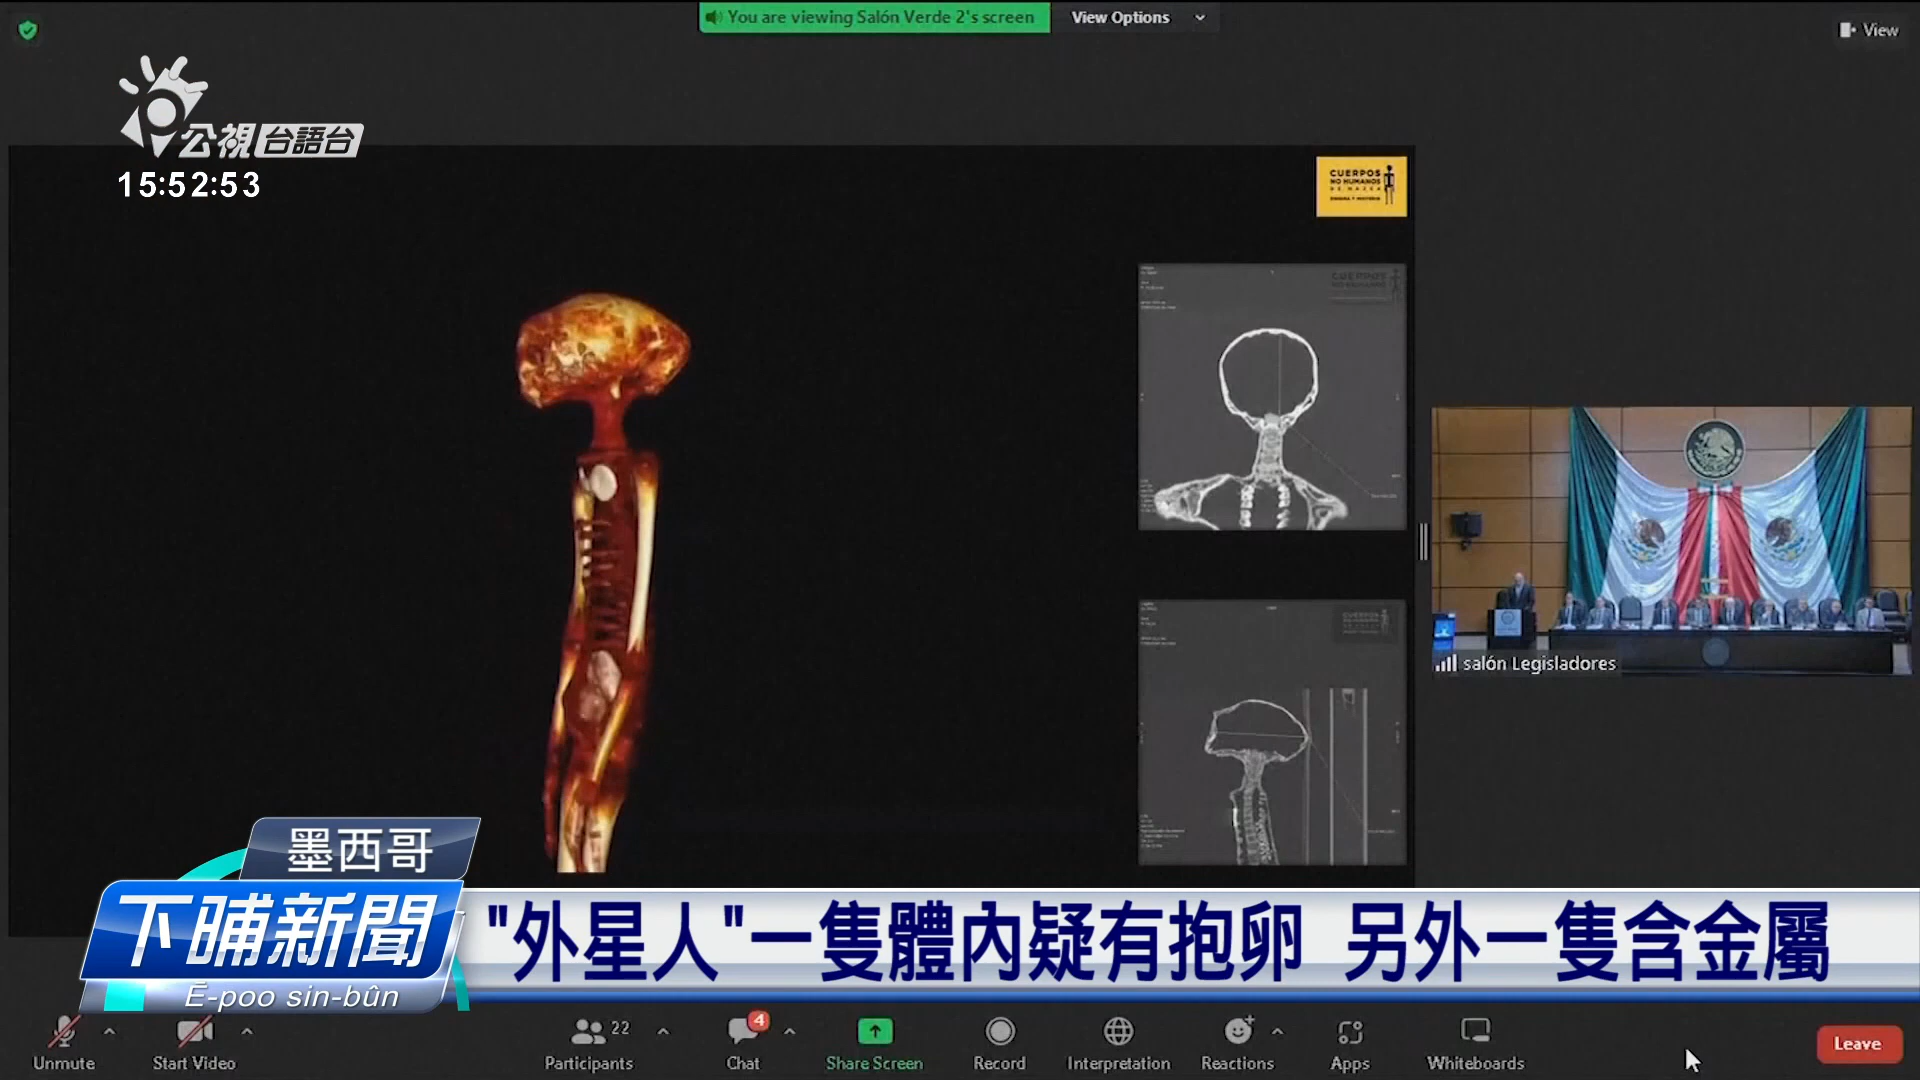 You are viewing Salón Verde 2's screen
View Options
View
公視台語台
15:52:53
CUERPOS
NO HUMANOS
DE NAZCA
salón Legisladores
墨西哥
下晡新聞
Ē-poo sin-bûn
"外星人"一隻體內疑有抱卵 另外一隻含金屬
22
4
Unmute
Start Video
Participants
Chat
Share Screen
Record
Interpretation
Reactions
Apps
Whiteboards
Leave